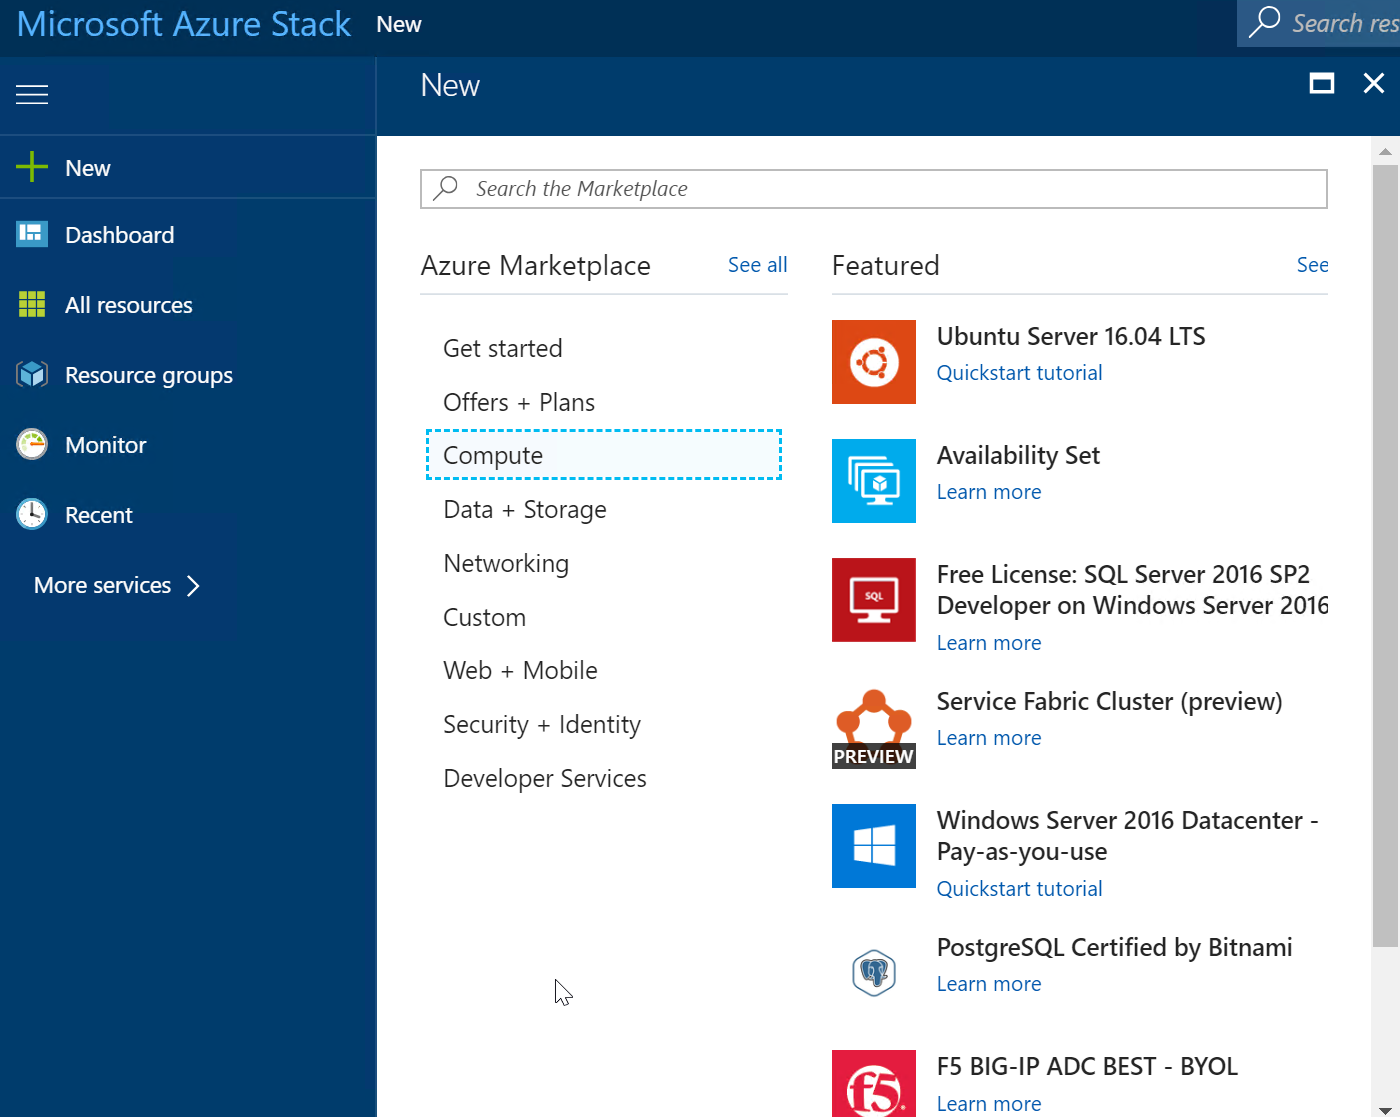 Microsoft Azure Stack New
Search res
New
New
Dashboard
All resources
Resource groups
Monitor
Recent
More services
Search the Marketplace
Azure Marketplace See all
Get started
Offers + Plans
Compute
Data + Storage
Networking
Custom
Web + Mobile
Security + Identity
Developer Services
Featured See
Ubuntu Server 16.04 LTS
Quickstart tutorial
Availability Set
Learn more
SQL
Free License: SQL Server 2016 SP2
Developer on Windows Server 2016
Learn more
PREVIEW
Service Fabric Cluster (preview)
Learn more
Windows Server 2016 Datacenter -
Pay-as-you-use
Quickstart tutorial
PostgreSQL Certified by Bitnami
Learn more
f5
F5 BIG-IP ADC BEST - BYOL
Learn more